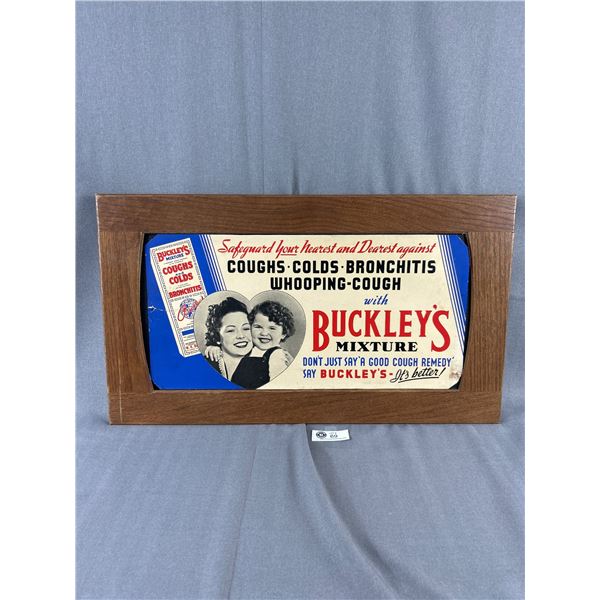 Safeguard Your Nearest and Dearest against
COUGHS·COLDS·BRONCHITIS
WHOOPING-COUGH
with
BUCKLEY'S
MIXTURE
DON'T JUST SAY 'A GOOD COUGH REMEDY'
SAY BUCKLEY'S - It's better!
BUCKLEY'S
MIXTURE
COUGHS
COLDS
BRONCHITIS